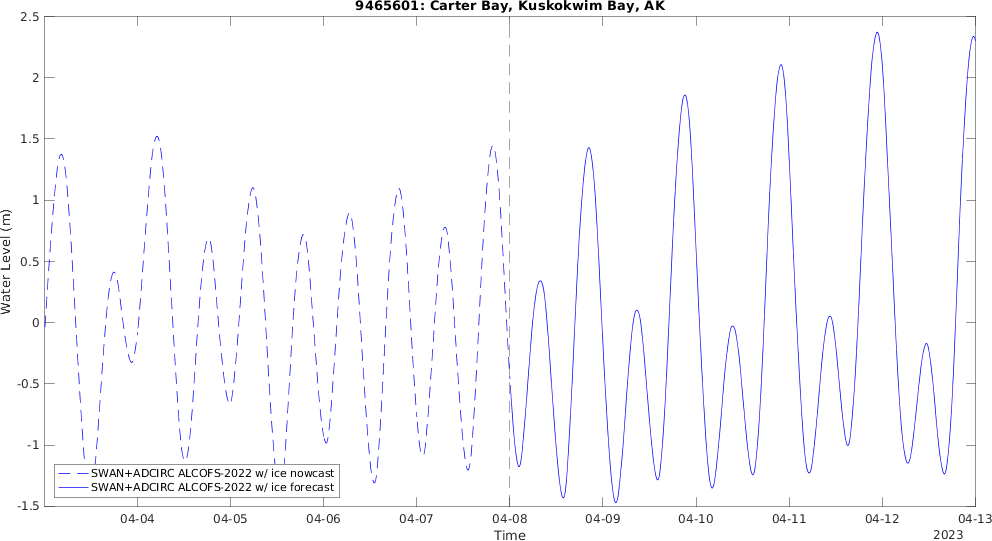 9465601: Carter Bay, Kuskokwim Bay, AK
2.5
2
1.5
1
0.5
0
-0.5
-1
-1.5
Water Level (m)
SWAN+ADCIRC ALCOFS-2022 w/ ice nowcast
SWAN+ADCIRC ALCOFS-2022 w/ ice forecast
04-04 04-05 04-06 04-07 04-08 04-09 04-10 04-11 04-12 04-13
Time
2023